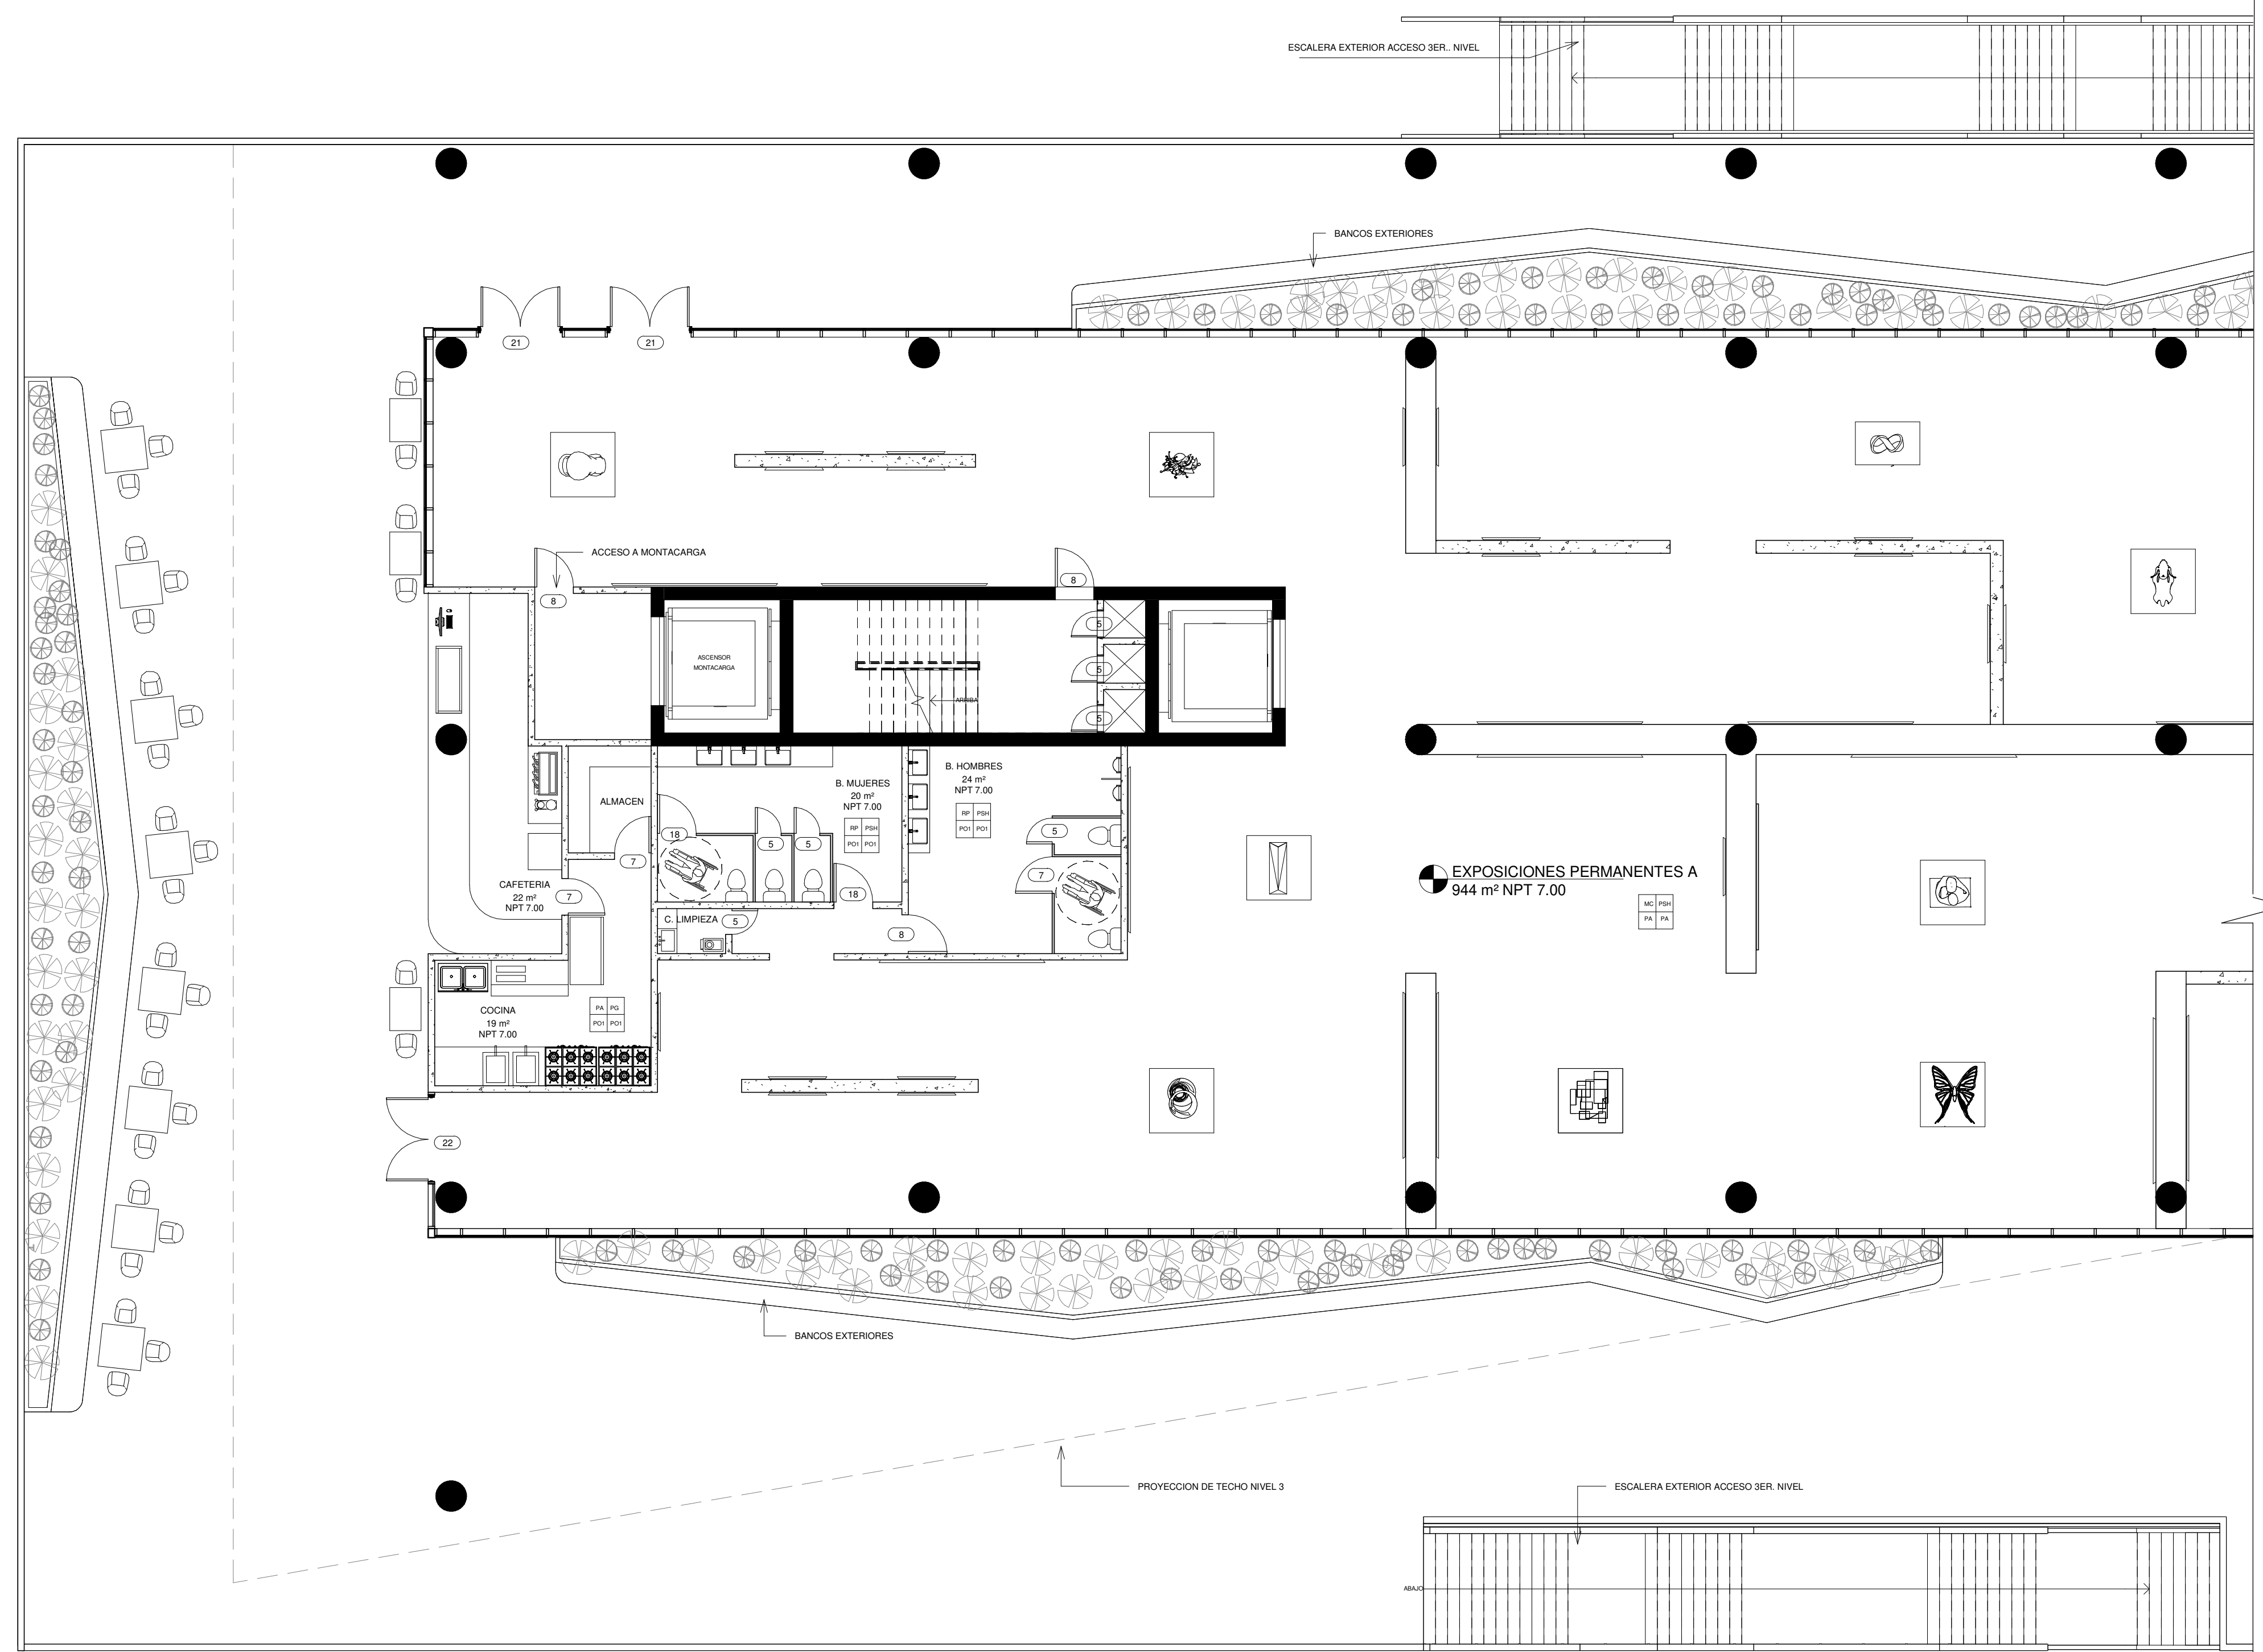 ESCALERA EXTERIOR ACCESO 3ER.. NIVEL
BANCOS EXTERIORES
21
21
ACCESO A MONTACARGA
8
8
ASCENSOR
MONTACARGA
ARRIBA
5
5
5
B. HOMBRES
24 m²
NPT 7.00
RP PSH
PO1 PO1
B. MUJERES
20 m²
NPT 7.00
RP PSH
PO1 PO1
ALMACEN
18
5
5
5
7
7
7
18
CAFETERIA
22 m²
NPT 7.00
EXPOSICIONES PERMANENTES A
944 m² NPT 7.00
MC PSH
PA PA
C. LIMPIEZA
5
8
COCINA
19 m²
NPT 7.00
PA PG
PO1 PO1
22
BANCOS EXTERIORES
PROYECCION DE TECHO NIVEL 3
ESCALERA EXTERIOR ACCESO 3ER. NIVEL
ABAJO